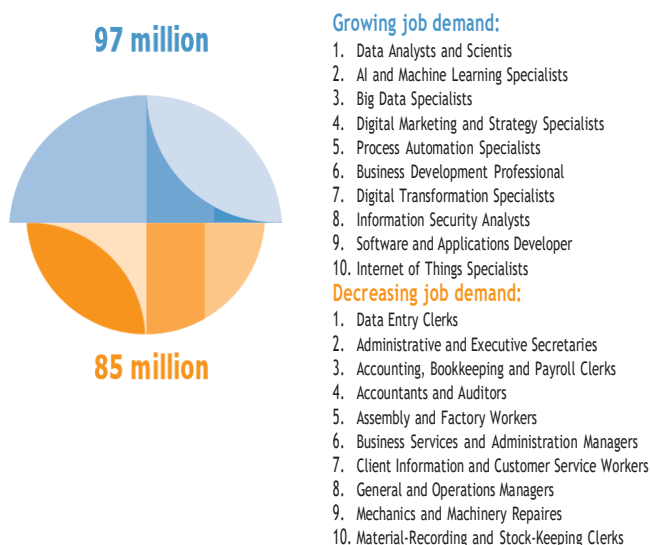 97 million
85 million
Growing job demand:
1. Data Analysts and Scientis
2. AI and Machine Learning Specialists
3. Big Data Specialists
4. Digital Marketing and Strategy Specialists
5. Process Automation Specialists
6. Business Development Professional
7. Digital Transformation Specialists
8. Information Security Analysts
9. Software and Applications Developer
10. Internet of Things Specialists
Decreasing job demand:
1. Data Entry Clerks
2. Administrative and Executive Secretaries
3. Accounting, Bookkeeping and Payroll Clerks
4. Accountants and Auditors
5. Assembly and Factory Workers
6. Business Services and Administration Managers
7. Client Information and Customer Service Workers
8. General and Operations Managers
9. Mechanics and Machinery Repaires
10. Material-Recording and Stock-Keeping Clerks